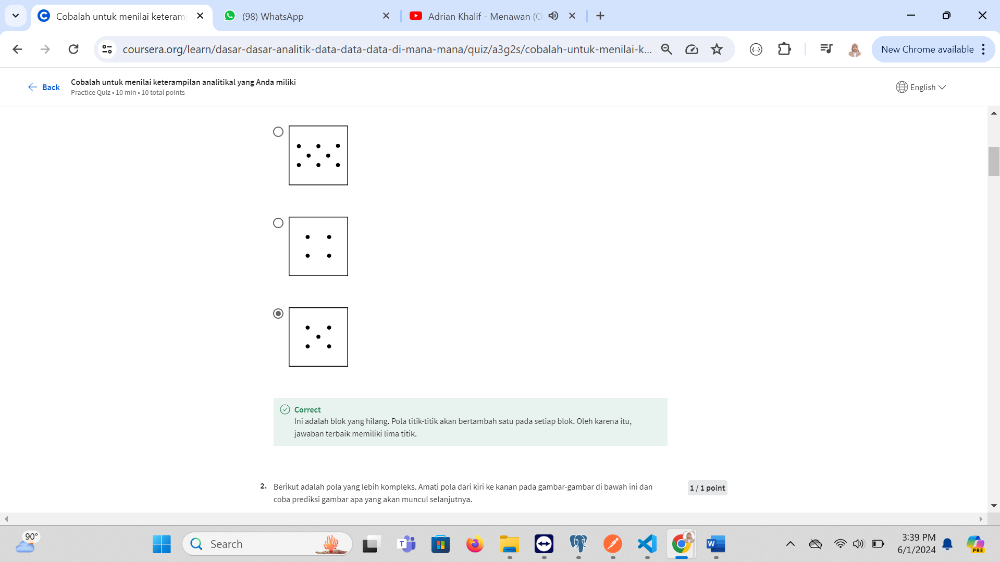 Cobalah untuk menilai keteram
(98) WhatsApp
Adrian Khalif - Menawan (O
coursera.org/learn/dasar-dasar-analitik-data-data-data-di-mana-mana/quiz/a3g2s/cobalah-untuk-menilai-k...
New Chrome available
Back
Cobalah untuk menilai keterampilan analitikal yang Anda miliki
Practice Quiz • 10 min • 10 total points
English
Correct
Ini adalah blok yang hilang. Pola titik-titik akan bertambah satu pada setiap blok. Oleh karena itu,
jawaban terbaik memiliki lima titik.
2. Berikut adalah pola yang lebih kompleks. Amati pola dari kiri ke kanan pada gambar-gambar di bawah ini dan
coba prediksi gambar apa yang akan muncul selanjutnya.
1 / 1 point
90°
Search
T
W
3:39 PM
6/1/2024
PRE